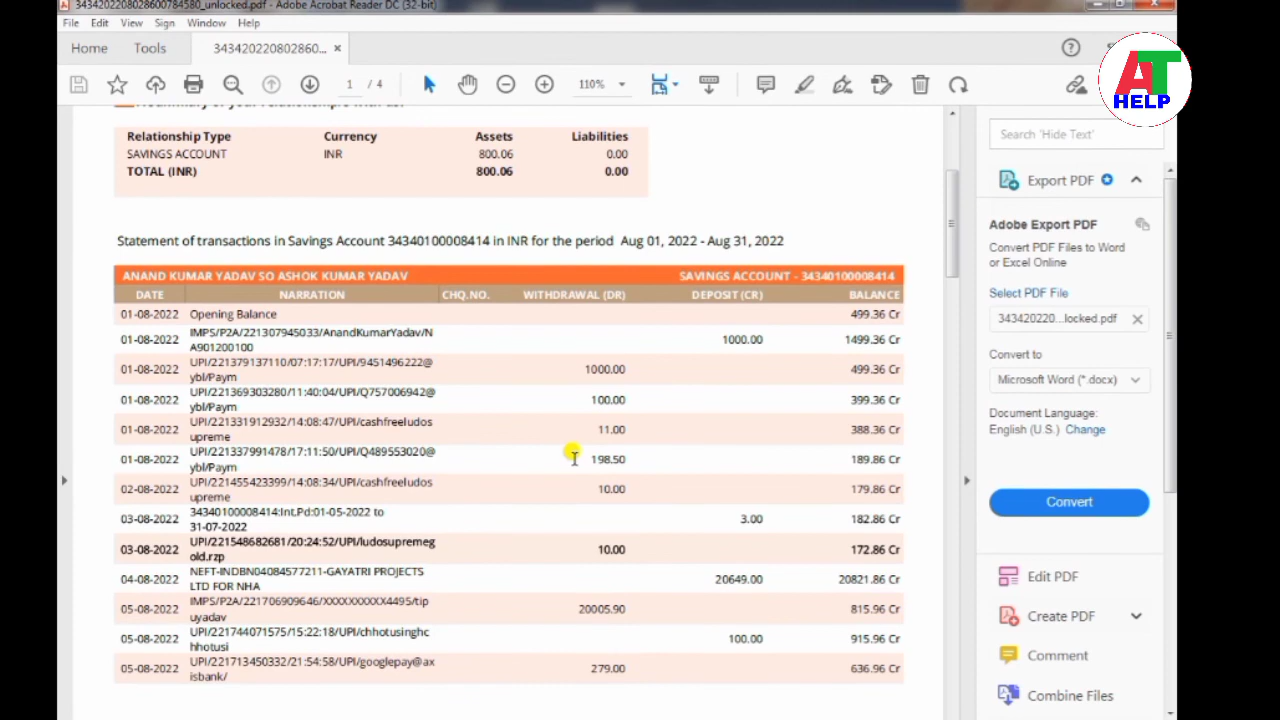 3434202208028600784580_unlocked.pdf - Adobe Acrobat Reader DC (32-bit)
File Edit View Sign Window Help
Home Tools 343420220802860... ×
1 / 4 110%
AT
HELP
Relationship Type Currency Assets Liabilities
SAVINGS ACCOUNT INR 800.06 0.00
TOTAL (INR) 800.06 0.00
Statement of transactions in Savings Account 34340100008414 in INR for the period Aug 01, 2022 - Aug 31, 2022
ANAND KUMAR YADAV SO ASHOK KUMAR YADAV SAVINGS ACCOUNT - 34340100008414
DATE NARRATION CHQ.NO. WITHDRAWAL (DR) DEPOSIT (CR) BALANCE
01-08-2022 Opening Balance 499.36 Cr
01-08-2022 IMPS/P2A/221307945033/AnandKumarYadav/N 1000.00 1499.36 Cr
A901200100
01-08-2022 UPI/221379137110/07:17:17/UPI/9451496222@ 1000.00 499.36 Cr
ybl/Paym
01-08-2022 UPI/221369303280/11:40:04/UPI/Q757006942@ 100.00 399.36 Cr
ybl/Paym
01-08-2022 UPI/221331912932/14:08:47/UPI/cashfreeludos 11.00 388.36 Cr
upreme
01-08-2022 UPI/221337991478/17:11:50/UPI/Q489553020@ 198.50 189.86 Cr
ybl/Paym
02-08-2022 UPI/221455423399/14:08:34/UPI/cashfreeludos 10.00 179.86 Cr
upreme
03-08-2022 34340100008414:Int.Pd:01-05-2022 to 3.00 182.86 Cr
31-07-2022
03-08-2022 UPI/221548682681/20:24:52/UPI/ludosupremeg 10.00 172.86 Cr
old.rzp
04-08-2022 NEFT-INDBN04084577211-GAYATRI PROJECTS 20649.00 20821.86 Cr
LTD FOR NHA
05-08-2022 IMPS/P2A/221706909646/XXXXXXXXXX4495/tip 20005.90 815.96 Cr
uyadav
05-08-2022 UPI/221744071575/15:22:18/UPI/chhotusinghc 100.00 915.96 Cr
hhotusi
05-08-2022 UPI/221713450332/21:54:58/UPI/googlepay@ax 279.00 636.96 Cr
isbank/
Search 'Hide Text'
Export PDF
Adobe Export PDF
Convert PDF Files to Word
or Excel Online
Select PDF File
343420220...locked.pdf ×
Convert to
Microsoft Word (*.docx)
Document Language:
English (U.S.) Change
Convert
Edit PDF
Create PDF
Comment
Combine Files